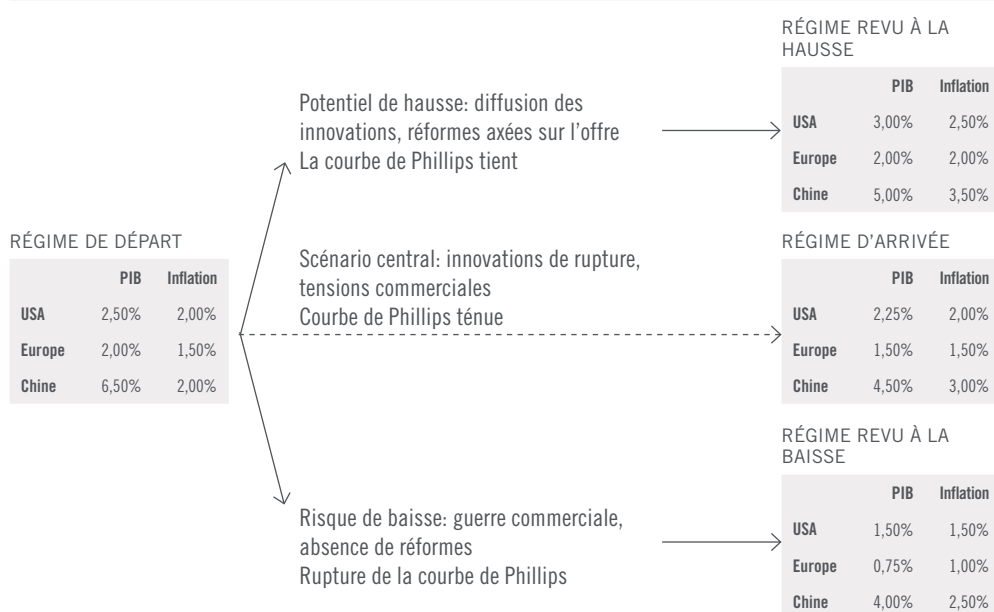 RÉGIME DE DÉPART
PIB Inflation
USA 2,50% 2,00%
Europe 2,00% 1,50%
Chine 6,50% 2,00%
Potentiel de hausse: diffusion des
innovations, réformes axées sur l’offre
La courbe de Phillips tient
RÉGIME REVU À LA
HAUSSE
PIB Inflation
USA 3,00% 2,50%
Europe 2,00% 2,00%
Chine 5,00% 3,50%
Scénario central: innovations de rupture,
tensions commerciales
Courbe de Phillips ténue
RÉGIME D’ARRIVÉE
PIB Inflation
USA 2,25% 2,00%
Europe 1,50% 1,50%
Chine 4,50% 3,00%
Risque de baisse: guerre commerciale,
absence de réformes
Rupture de la courbe de Phillips
RÉGIME REVU À LA
BAISSE
PIB Inflation
USA 1,50% 1,50%
Europe 0,75% 1,00%
Chine 4,00% 2,50%